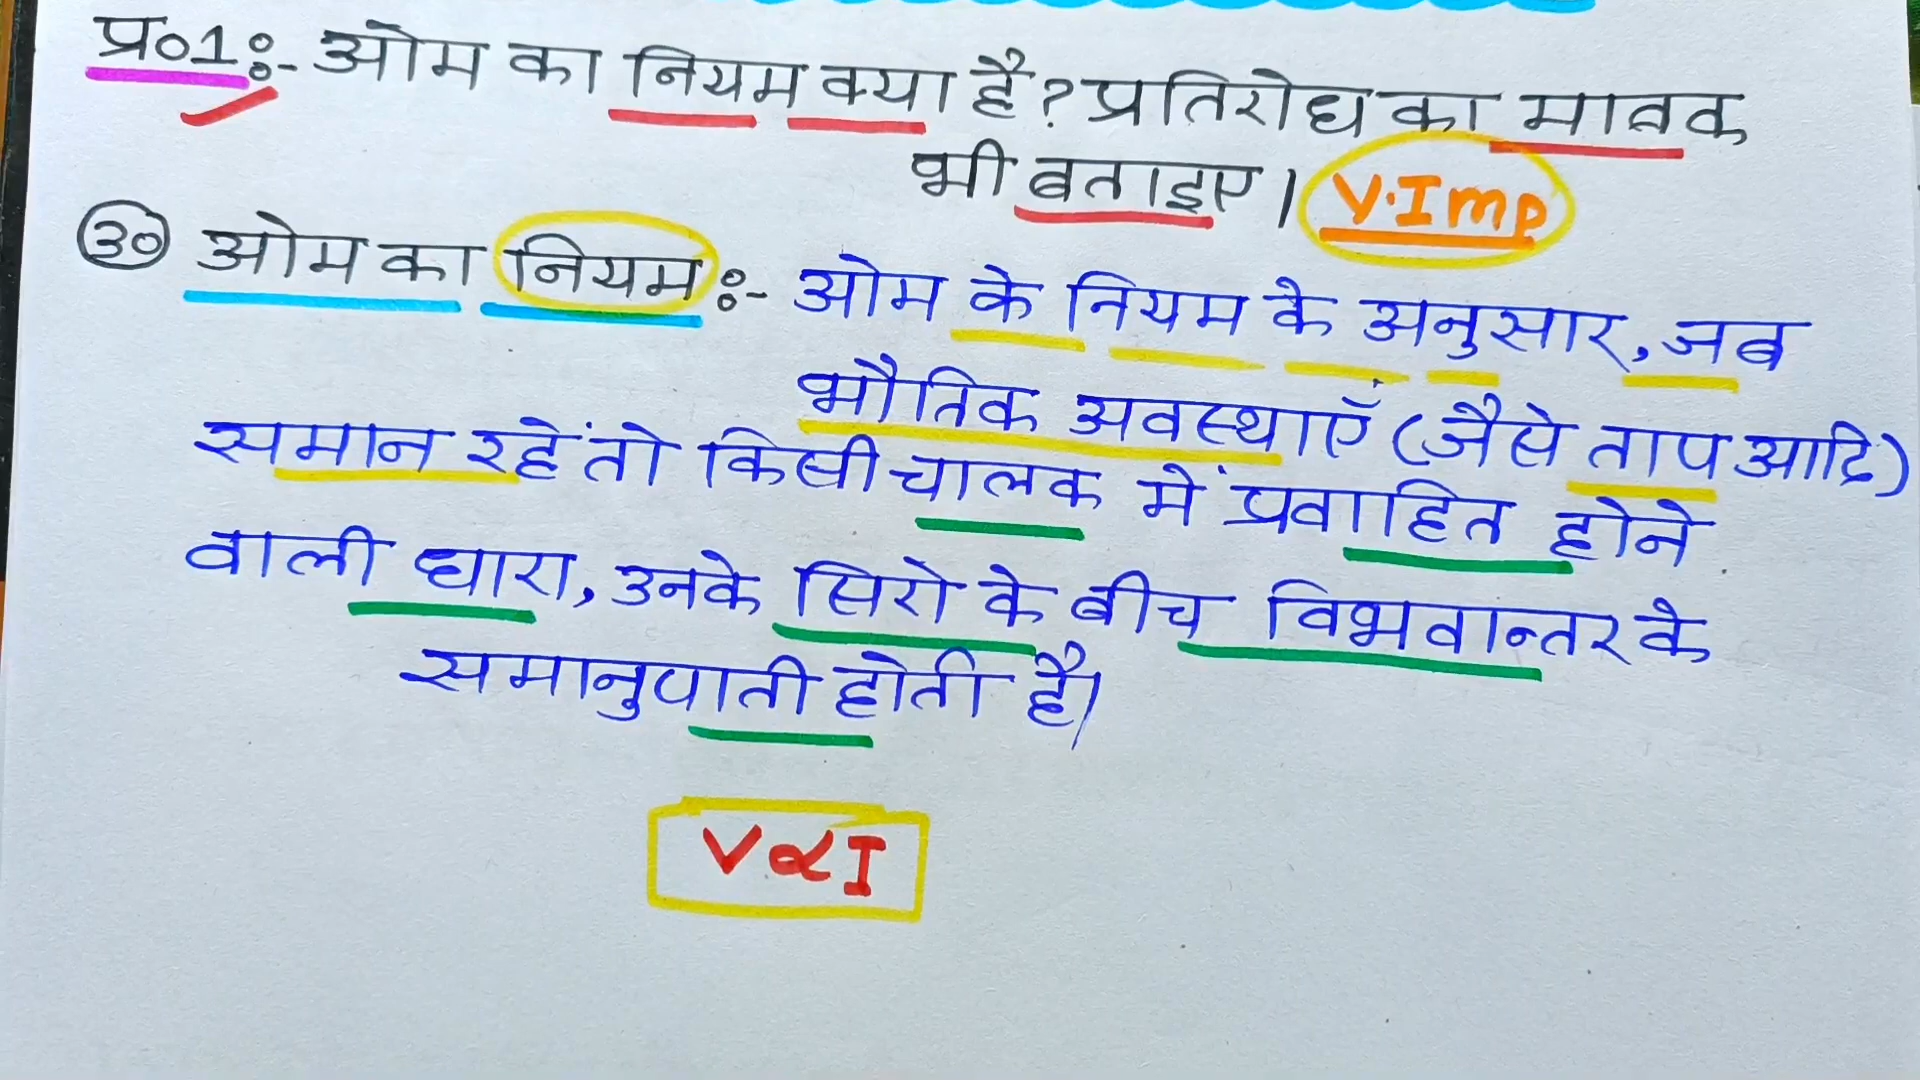 प्र०1:- ओम का नियम क्या है? प्रतिरोध का मात्रक
भी बताइए। V.Imp
उ० ओम का नियम :- ओम के नियम के अनुसार, जब
भौतिक अवस्थाएँ (जैसे ताप आदि)
समान रहें तो किसी चालक में प्रवाहित होने
वाली धारा, उनके सिरो के बीच विभवान्तर के
समानुपाती होती है।
V∝I